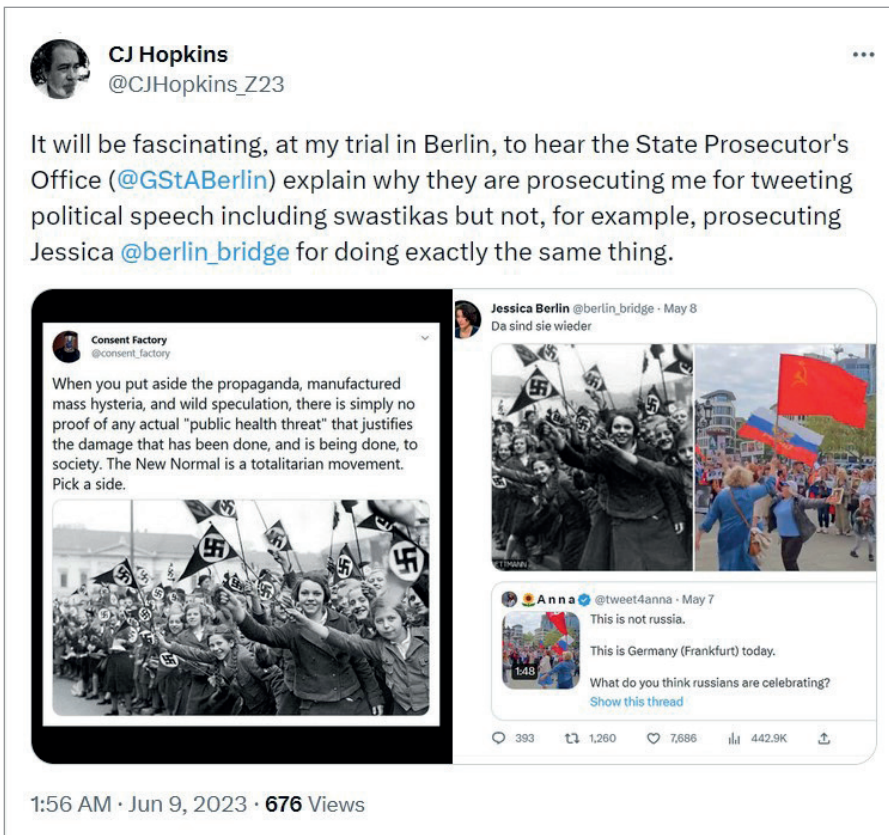 CJ Hopkins
@CJHopkins_Z23
It will be fascinating, at my trial in Berlin, to hear the State Prosecutor's
Office (@GStABerlin) explain why they are prosecuting me for tweeting
political speech including swastikas but not, for example, prosecuting
Jessica @berlin_bridge for doing exactly the same thing.
Consent Factory
@consent_factory
When you put aside the propaganda, manufactured
mass hysteria, and wild speculation, there is simply no
proof of any actual "public health threat" that justifies
the damage that has been done, and is being done, to
society. The New Normal is a totalitarian movement.
Pick a side.
Jessica Berlin @berlin_bridge · May 8
Da sind sie wieder
Anna @tweet4anna · May 7
This is not russia.
This is Germany (Frankfurt) today.
What do you think russians are celebrating?
Show this thread
1:48
393 1,260 7,686 442.9K
1:56 AM · Jun 9, 2023 · 676 Views